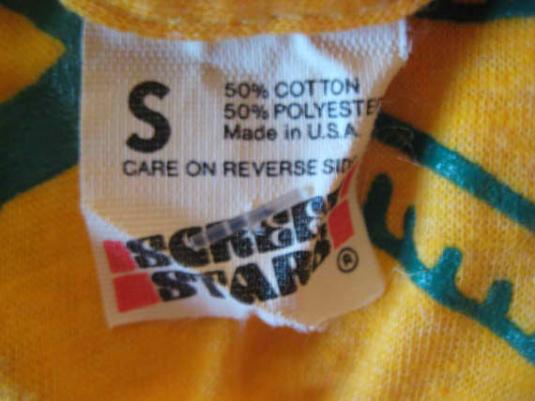 S
50% COTTON
50% POLYESTE
Made in U.S.A.
CARE ON REVERSE SID
SCREEN
STARS ®